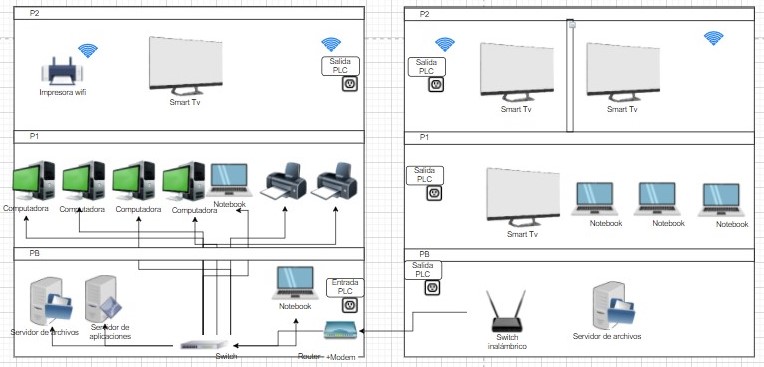 P2
Impresora wifi
Smart Tv
Salida
PLC
P1
Computadora
Computadora
Computadora
Computadora
Notebook
PB
Servidor de archivos
Servidor de
aplicaciones
Switch
Notebook
Entrada
PLC
Router
+Modem
P2
Salida
PLC
Smart Tv
Smart Tv
P1
Salida
PLC
Smart Tv
Notebook
Notebook
Notebook
PB
Salida
PLC
Switch
inalámbrico
Servidor de archivos